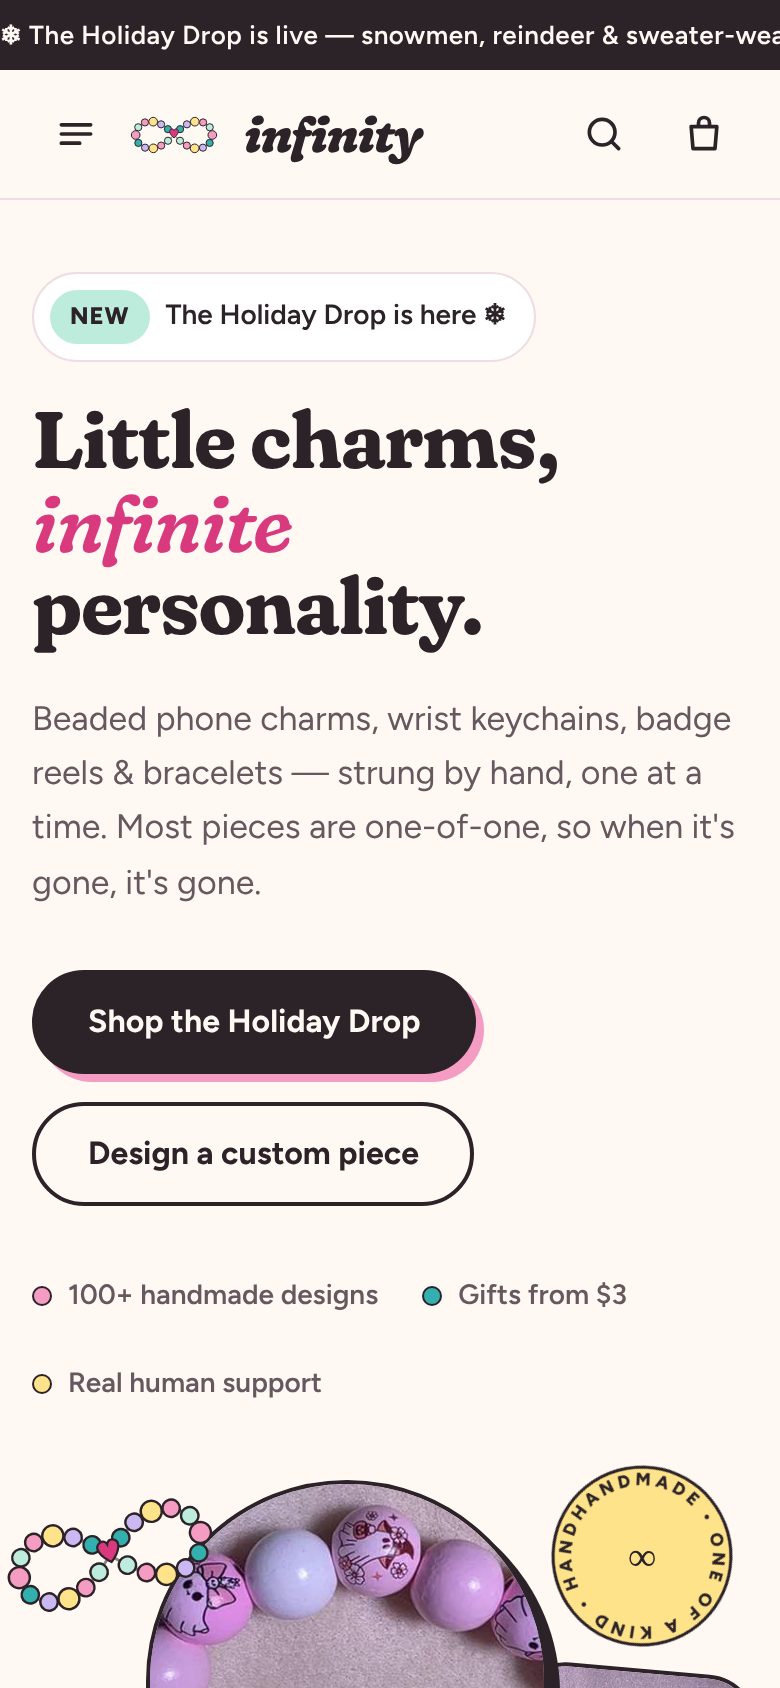 ❄ The Holiday Drop is live — snowmen, reindeer & sweater-wea
infinity
NEW The Holiday Drop is here ❄
Little charms,
infinite
personality.
Beaded phone charms, wrist keychains, badge
reels & bracelets — strung by hand, one at a
time. Most pieces are one-of-one, so when it's
gone, it's gone.
Shop the Holiday Drop
Design a custom piece
100+ handmade designs
Gifts from $3
Real human support
HANDHANDMADE • ONE OF A KIND •
∞